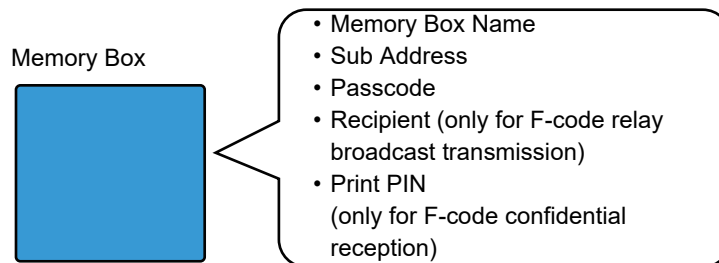 Memory Box
• Memory Box Name
• Sub Address
• Passcode
• Recipient (only for F-code relay
broadcast transmission)
• Print PIN
(only for F-code confidential
reception)